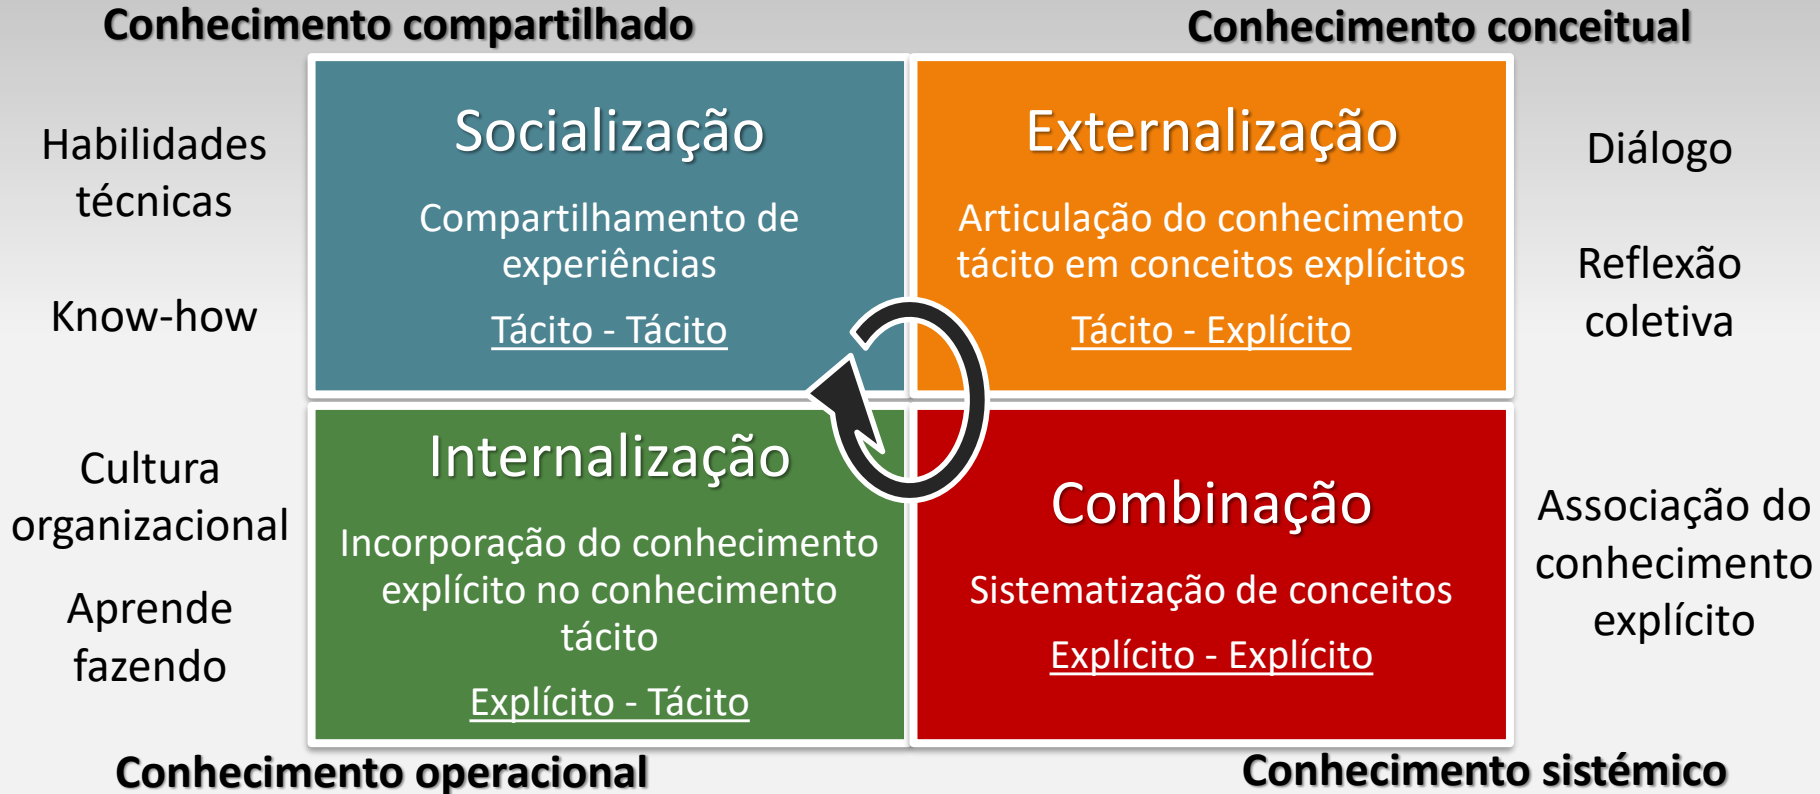 Conhecimento compartilhado
Conhecimento conceitual
Habilidades
técnicas
Know-how
Socialização
Compartilhamento de
experiências
Tácito - Tácito
Externalização
Articulação do conhecimento
tácito em conceitos explícitos
Tácito - Explícito
Diálogo
Reflexão
coletiva
Cultura
organizacional
Aprende
fazendo
Internalização
Incorporação do conhecimento
explícito no conhecimento
tácito
Explícito - Tácito
Combinação
Sistematização de conceitos
Explícito - Explícito
Associação do
conhecimento
explícito
Conhecimento operacional
Conhecimento sistémico